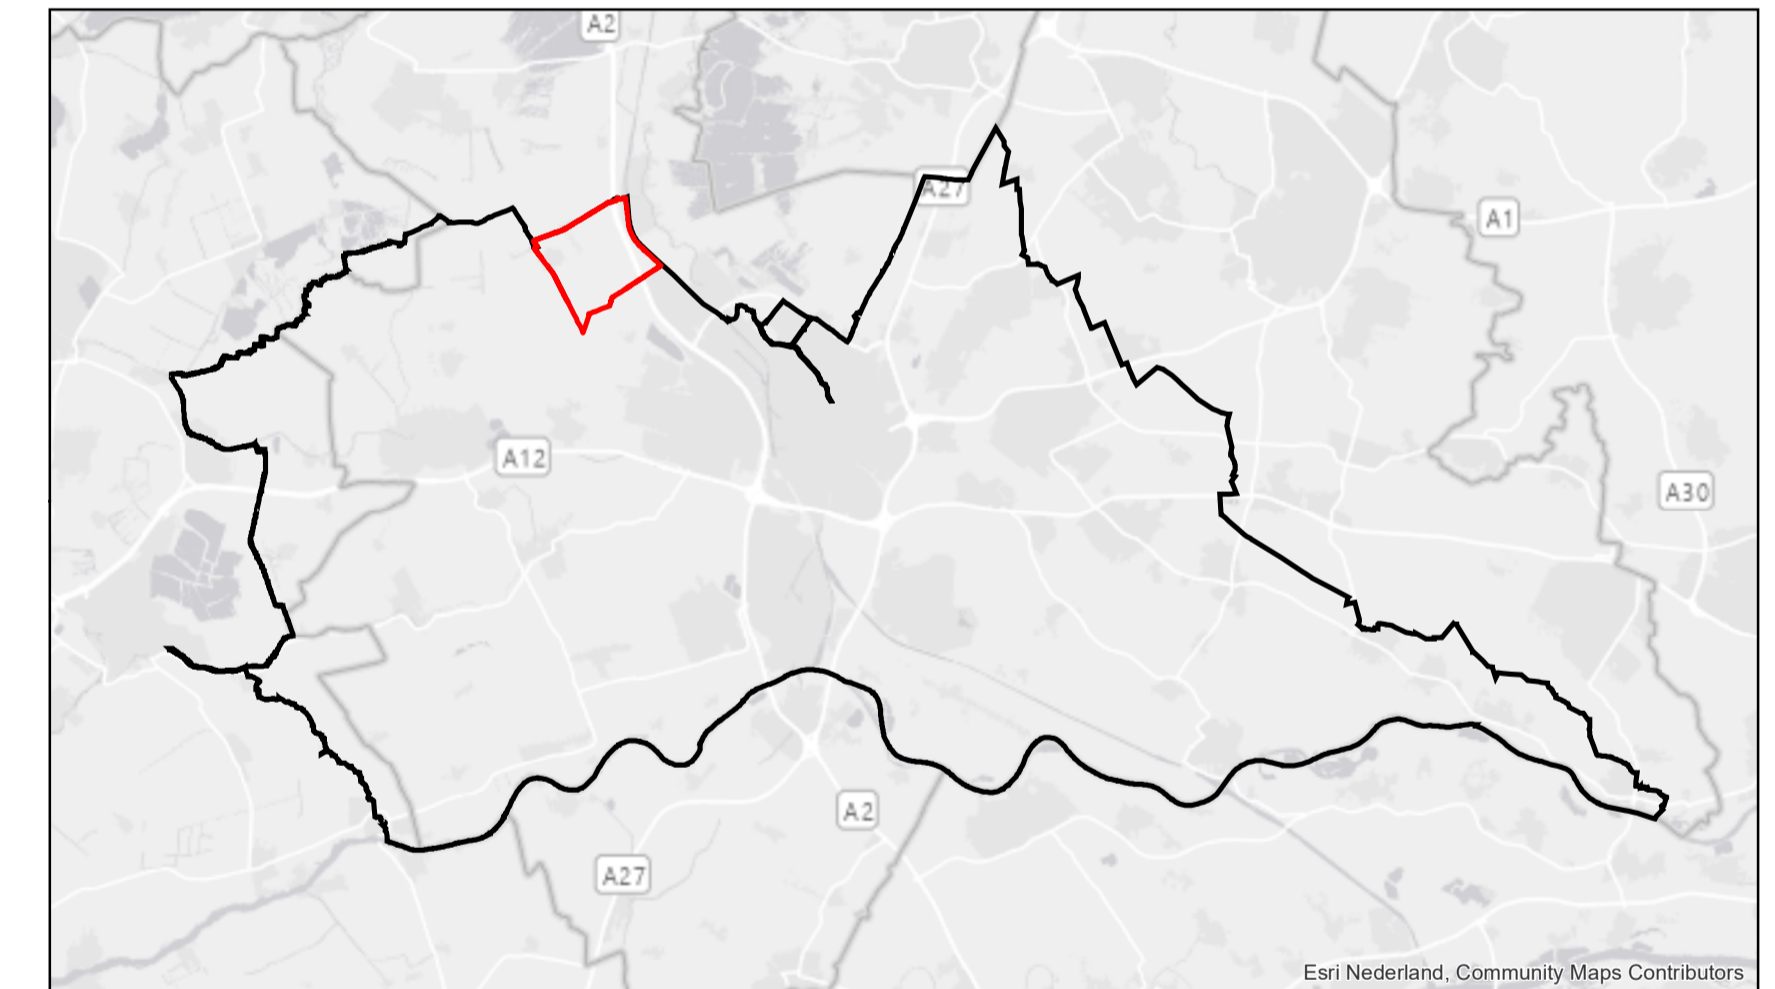 A2
A27
A1
A12
A30
A2
A27
Esri Nederland, Community Maps Contributors